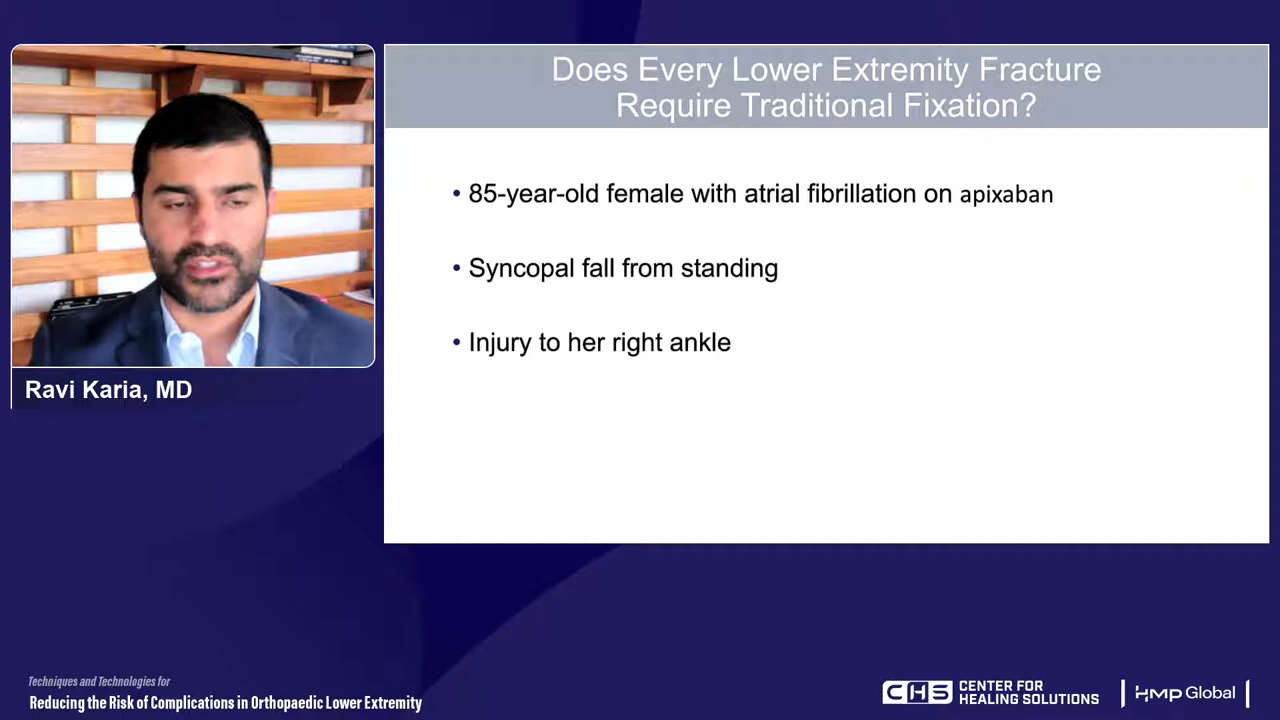 Does Every Lower Extremity Fracture
Require Traditional Fixation?
• 85-year-old female with atrial fibrillation on apixaban
• Syncopal fall from standing
• Injury to her right ankle
Ravi Karia, MD
Techniques and Technologies for
Reducing the Risk of Complications in Orthopaedic Lower Extremity
CHS CENTER FOR
HEALING SOLUTIONS
HMP Global